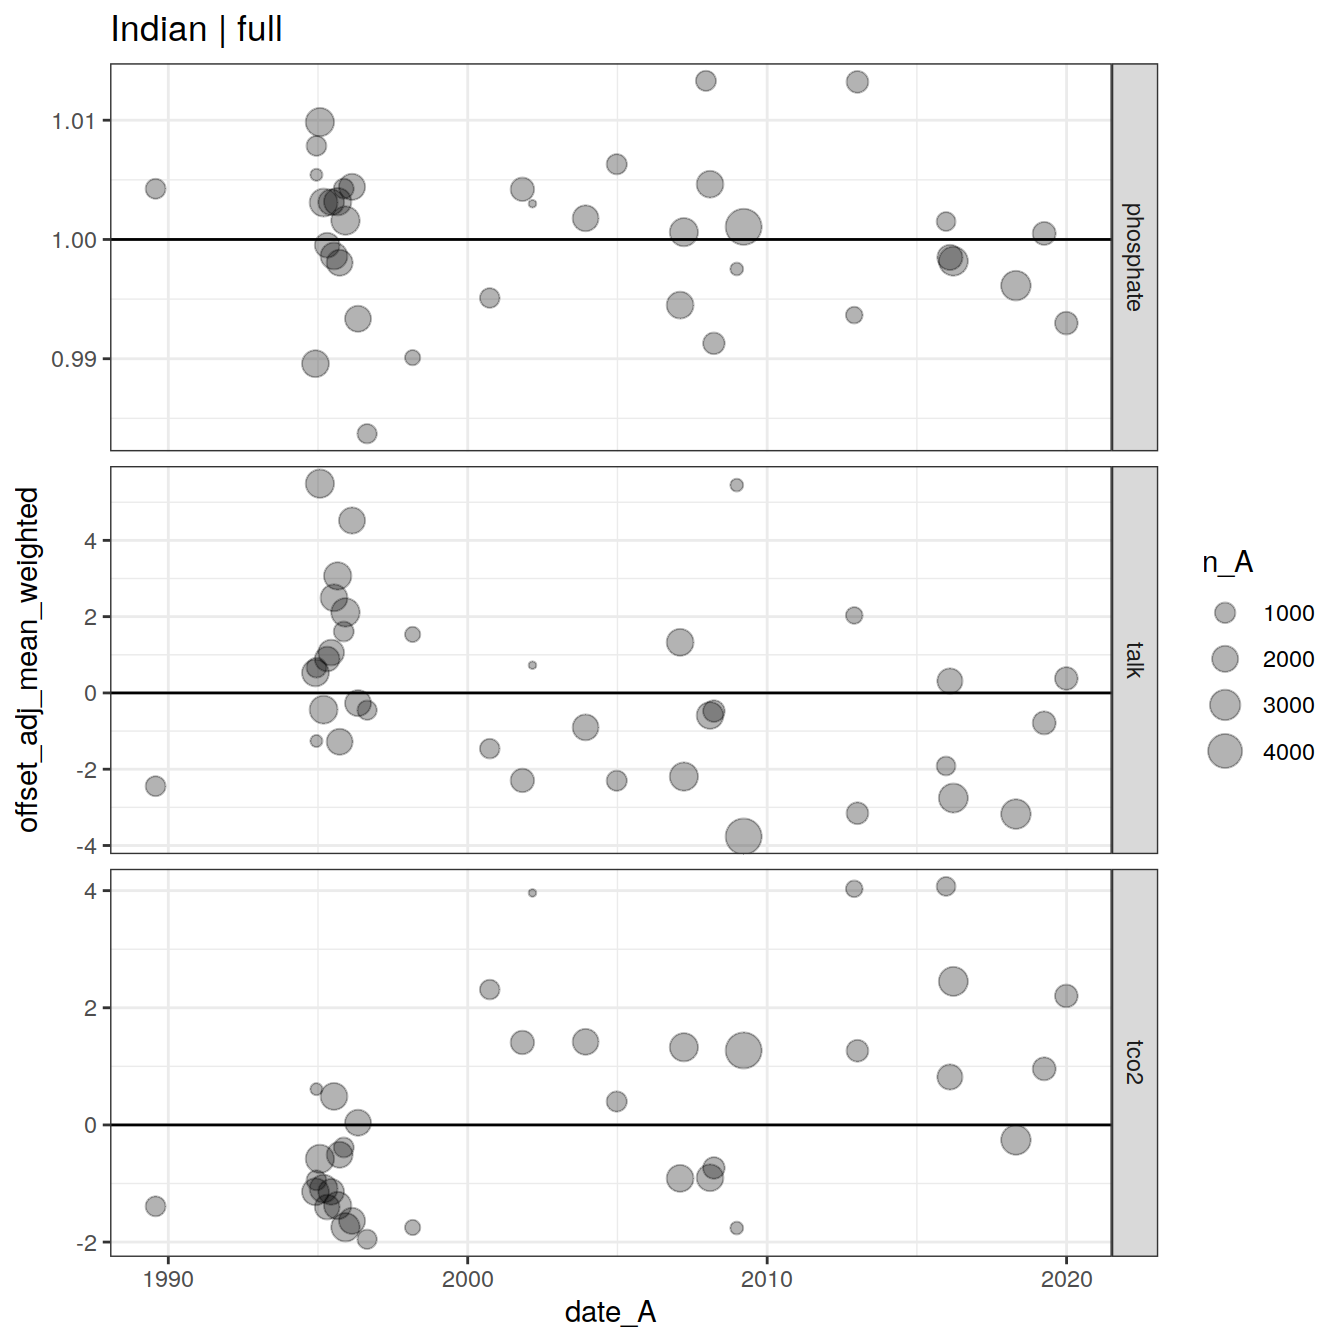 Indian | full
1.01
1.00
0.99
phosphate
4
2
0
-2
-4
talk
4
2
0
-2
tco2
1990
2000
2010
2020
date_A
offset_adj_mean_weighted
n_A
1000
2000
3000
4000